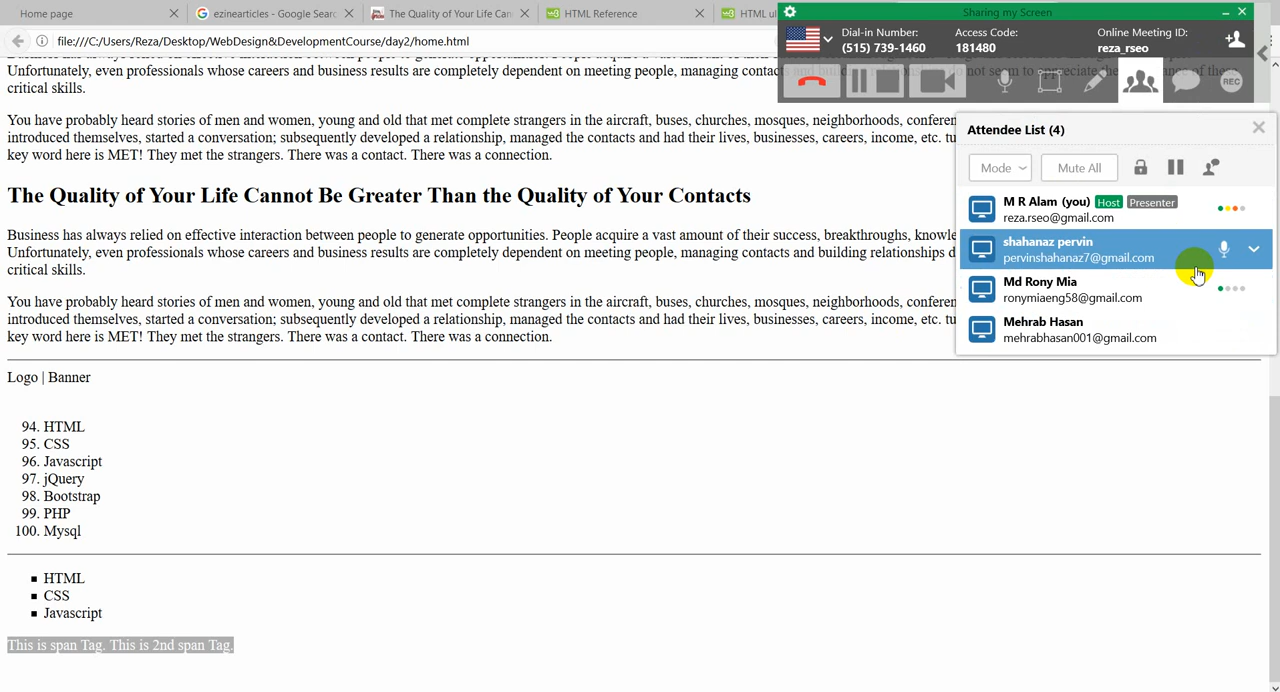 Home page
ezinearticles - Google Searc
The Quality of Your Life Can
HTML Reference
HTML ul
Sharing my Screen
file:///C:/Users/Reza/Desktop/WebDesign&DevelopmentCourse/day2/home.html
Dial-in Number:
(515) 739-1460
Access Code:
181480
Online Meeting ID:
reza_rseo
REC
Unfortunately, even professionals whose careers and business results are completely dependent on meeting people, managing contacts
critical skills.
You have probably heard stories of men and women, young and old that met complete strangers in the aircraft, buses, churches, mosques, neighborhoods, conferen
introduced themselves, started a conversation; subsequently developed a relationship, managed the contacts and had their lives, businesses, careers, income, etc. tu
key word here is MET! They met the strangers. There was a contact. There was a connection.
The Quality of Your Life Cannot Be Greater Than the Quality of Your Contacts
Business has always relied on effective interaction between people to generate opportunities. People acquire a vast amount of their success, breakthroughs, knowle
Unfortunately, even professionals whose careers and business results are completely dependent on meeting people, managing contacts and building relationships d
critical skills.
You have probably heard stories of men and women, young and old that met complete strangers in the aircraft, buses, churches, mosques, neighborhoods, conferen
introduced themselves, started a conversation; subsequently developed a relationship, managed the contacts and had their lives, businesses, careers, income, etc. tu
key word here is MET! They met the strangers. There was a contact. There was a connection.
Attendee List (4)
Mode
Mute All
M R Alam (you) Host Presenter
reza.rseo@gmail.com
shahanaz pervin
pervinshahanaz7@gmail.com
Md Rony Mia
ronymiaeng58@gmail.com
Mehrab Hasan
mehrabhasan001@gmail.com
Logo | Banner
94. HTML
95. CSS
96. Javascript
97. jQuery
98. Bootstrap
99. PHP
100. Mysql
HTML
CSS
Javascript
This is span Tag. This is 2nd span Tag.